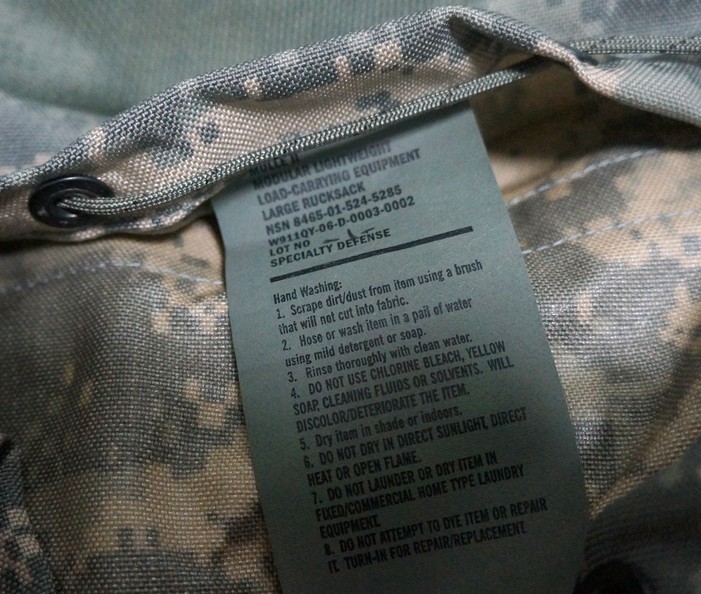 MOLLE II
MODULAR LIGHTWEIGHT
LOAD-CARRYING EQUIPMENT
LARGE RUCKSACK
NSN 8465-01-524-5285
W911QY-06-D-0003-0002
LOT NO
SPECIALTY DEFENSE
Hand Washing:
1. Scrape dirt/dust from item using a brush
that will not cut into fabric.
2. Hose or wash item in a pail of water
using mild detergent or soap.
3. Rinse thoroughly with clean water.
4. DO NOT USE CHLORINE BLEACH, YELLOW
SOAP, CLEANING FLUIDS OR SOLVENTS. WILL
DISCOLOR/DETERIORATE THE ITEM.
5. Dry item in shade or indoors.
6. DO NOT DRY IN DIRECT SUNLIGHT, DIRECT
HEAT OR OPEN FLAME.
7. DO NOT LAUNDER OR DRY ITEM IN
FIXED/COMMERCIAL HOME TYPE LAUNDRY
EQUIPMENT.
8. DO NOT ATTEMPT TO DYE ITEM OR REPAIR
IT. TURN-IN FOR REPAIR/REPLACEMENT.